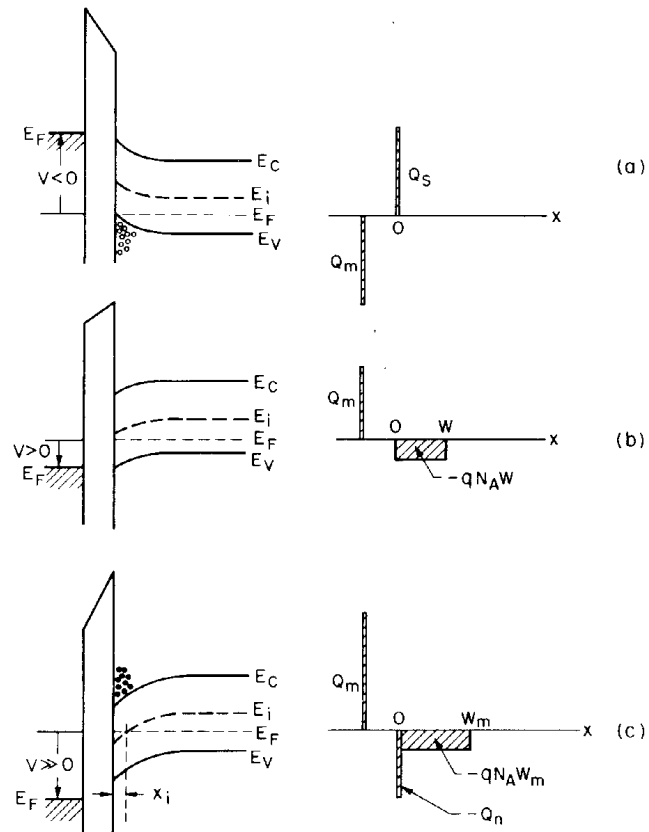 E_F
V<0
E_C
E_i
E_F
E_V
Q_S
O
x
Q_m
(a)
E_C
E_i
E_F
E_V
V>0
E_F
Q_m
O
W
x
-qN_AW
(b)
E_C
E_i
E_F
E_V
V≫0
E_F
x_i
Q_m
O
W_m
x
-qN_AW_m
-Q_n
(c)